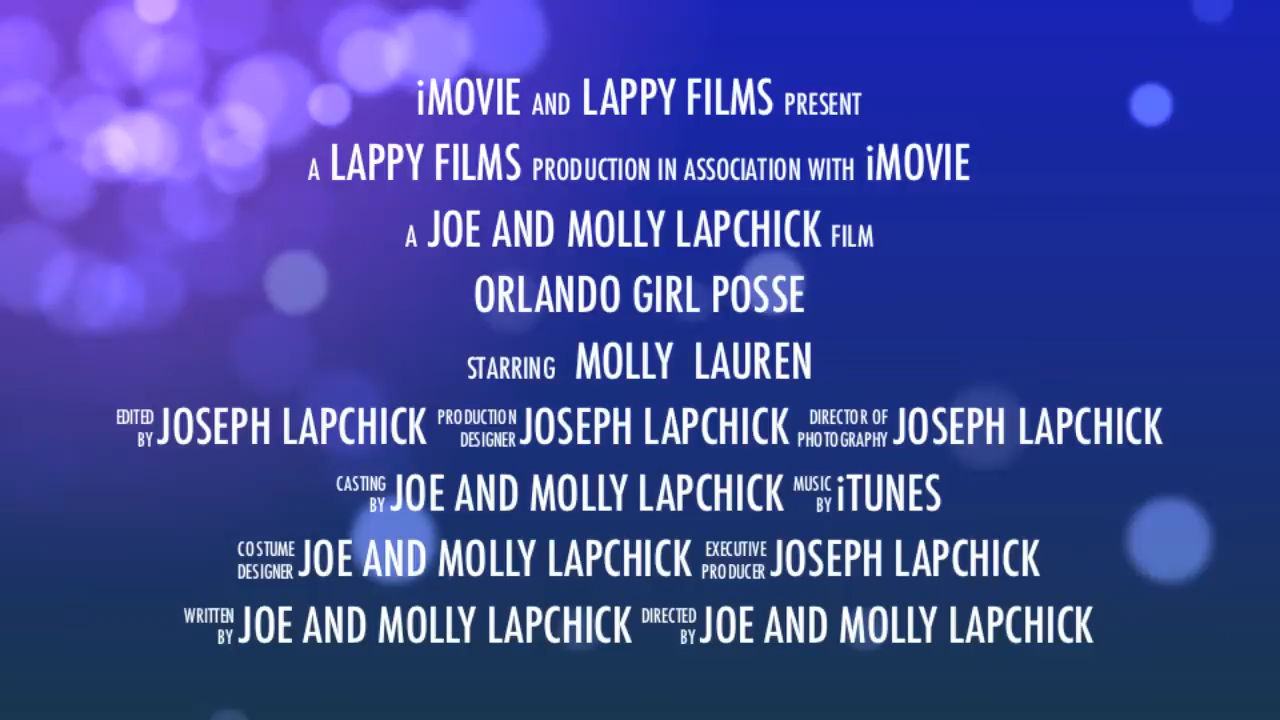 iMOVIE AND LAPPY FILMS PRESENT
A LAPPY FILMS PRODUCTION IN ASSOCIATION WITH iMOVIE
A JOE AND MOLLY LAPCHICK FILM
ORLANDO GIRL POSSE
STARRING MOLLY LAUREN
EDITED BY JOSEPH LAPCHICK PRODUCTION DESIGNER JOSEPH LAPCHICK DIRECTOR OF PHOTOGRAPHY JOSEPH LAPCHICK
CASTING BY JOE AND MOLLY LAPCHICK MUSIC BY iTUNES
COSTUME DESIGNER JOE AND MOLLY LAPCHICK EXECUTIVE PRODUCER JOSEPH LAPCHICK
WRITTEN BY JOE AND MOLLY LAPCHICK DIRECTED BY JOE AND MOLLY LAPCHICK